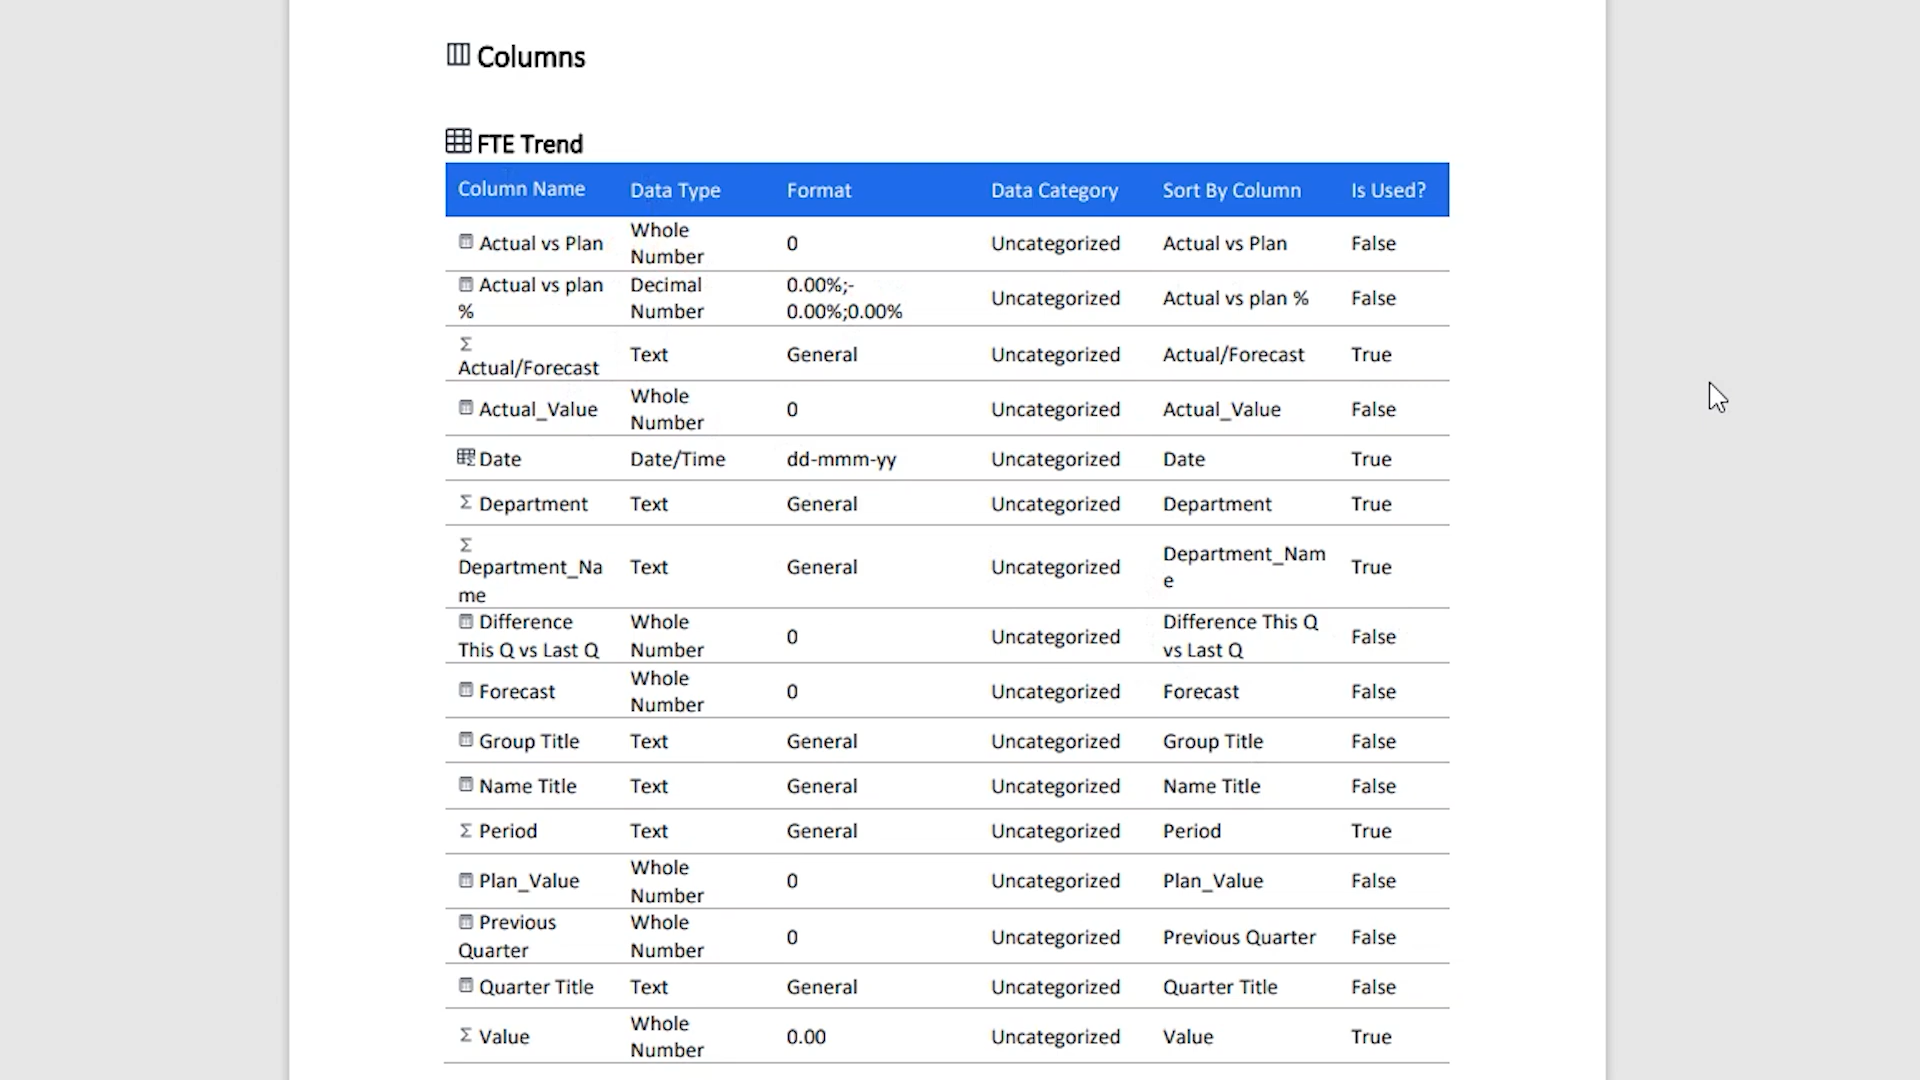 Columns
FTE Trend
Column Name Data Type Format Data Category Sort By Column Is Used?
Actual vs Plan Whole Number 0 Uncategorized Actual vs Plan False
Actual vs plan % Decimal Number 0.00%;-0.00%;0.00% Uncategorized Actual vs plan % False
Σ Actual/Forecast Text General Uncategorized Actual/Forecast True
Actual_Value Whole Number 0 Uncategorized Actual_Value False
Date Date/Time dd-mmm-yy Uncategorized Date True
Σ Department Text General Uncategorized Department True
Σ Department_Name Text General Uncategorized Department_Name True
Difference This Q vs Last Q Whole Number 0 Uncategorized Difference This Q vs Last Q False
Forecast Whole Number 0 Uncategorized Forecast False
Group Title Text General Uncategorized Group Title False
Name Title Text General Uncategorized Name Title False
Σ Period Text General Uncategorized Period True
Plan_Value Whole Number 0 Uncategorized Plan_Value False
Previous Quarter Whole Number 0 Uncategorized Previous Quarter False
Quarter Title Text General Uncategorized Quarter Title False
Σ Value Whole Number 0.00 Uncategorized Value True